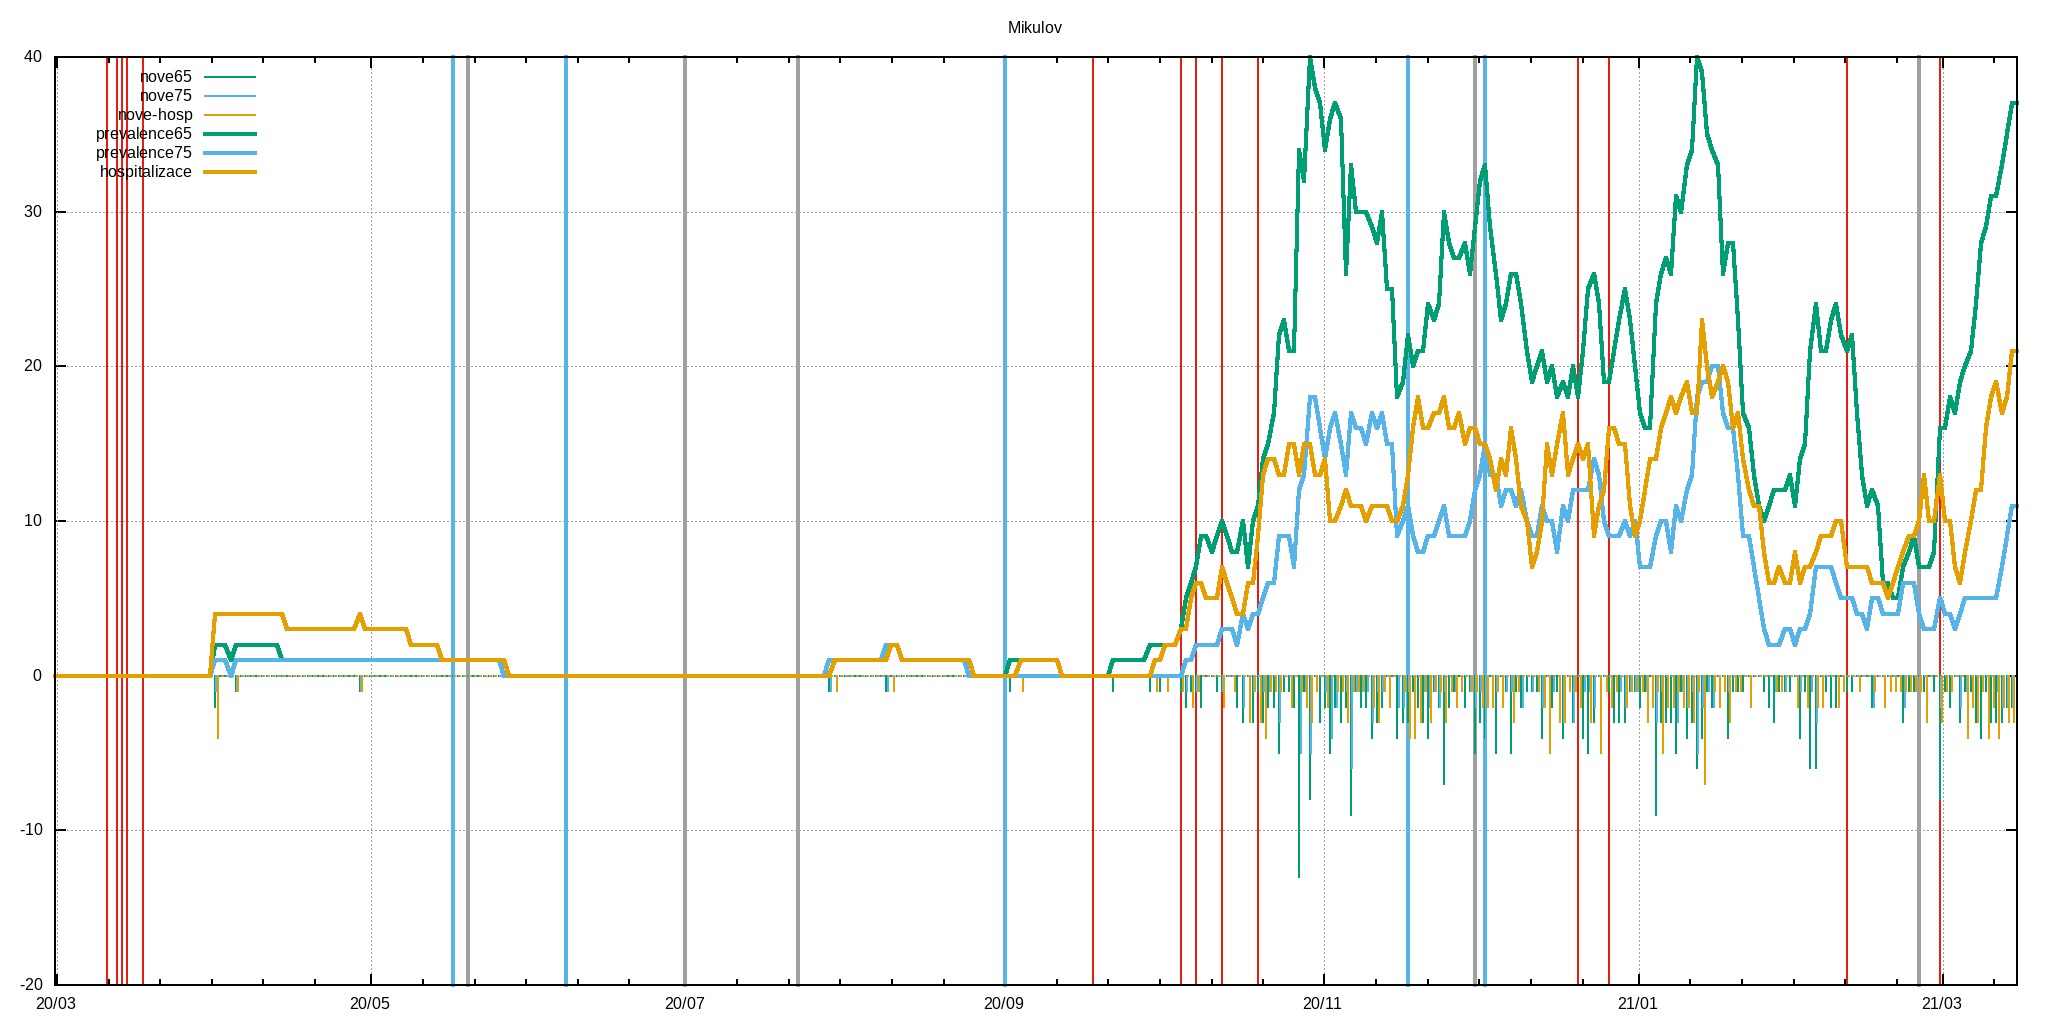 Mikulov
40
nove65
nove75
nove-hosp
prevalence65
prevalence75
hospitalizace
30
20
10
0
-10
-20
20/03 20/05 20/07 20/09 20/11 21/01 21/03